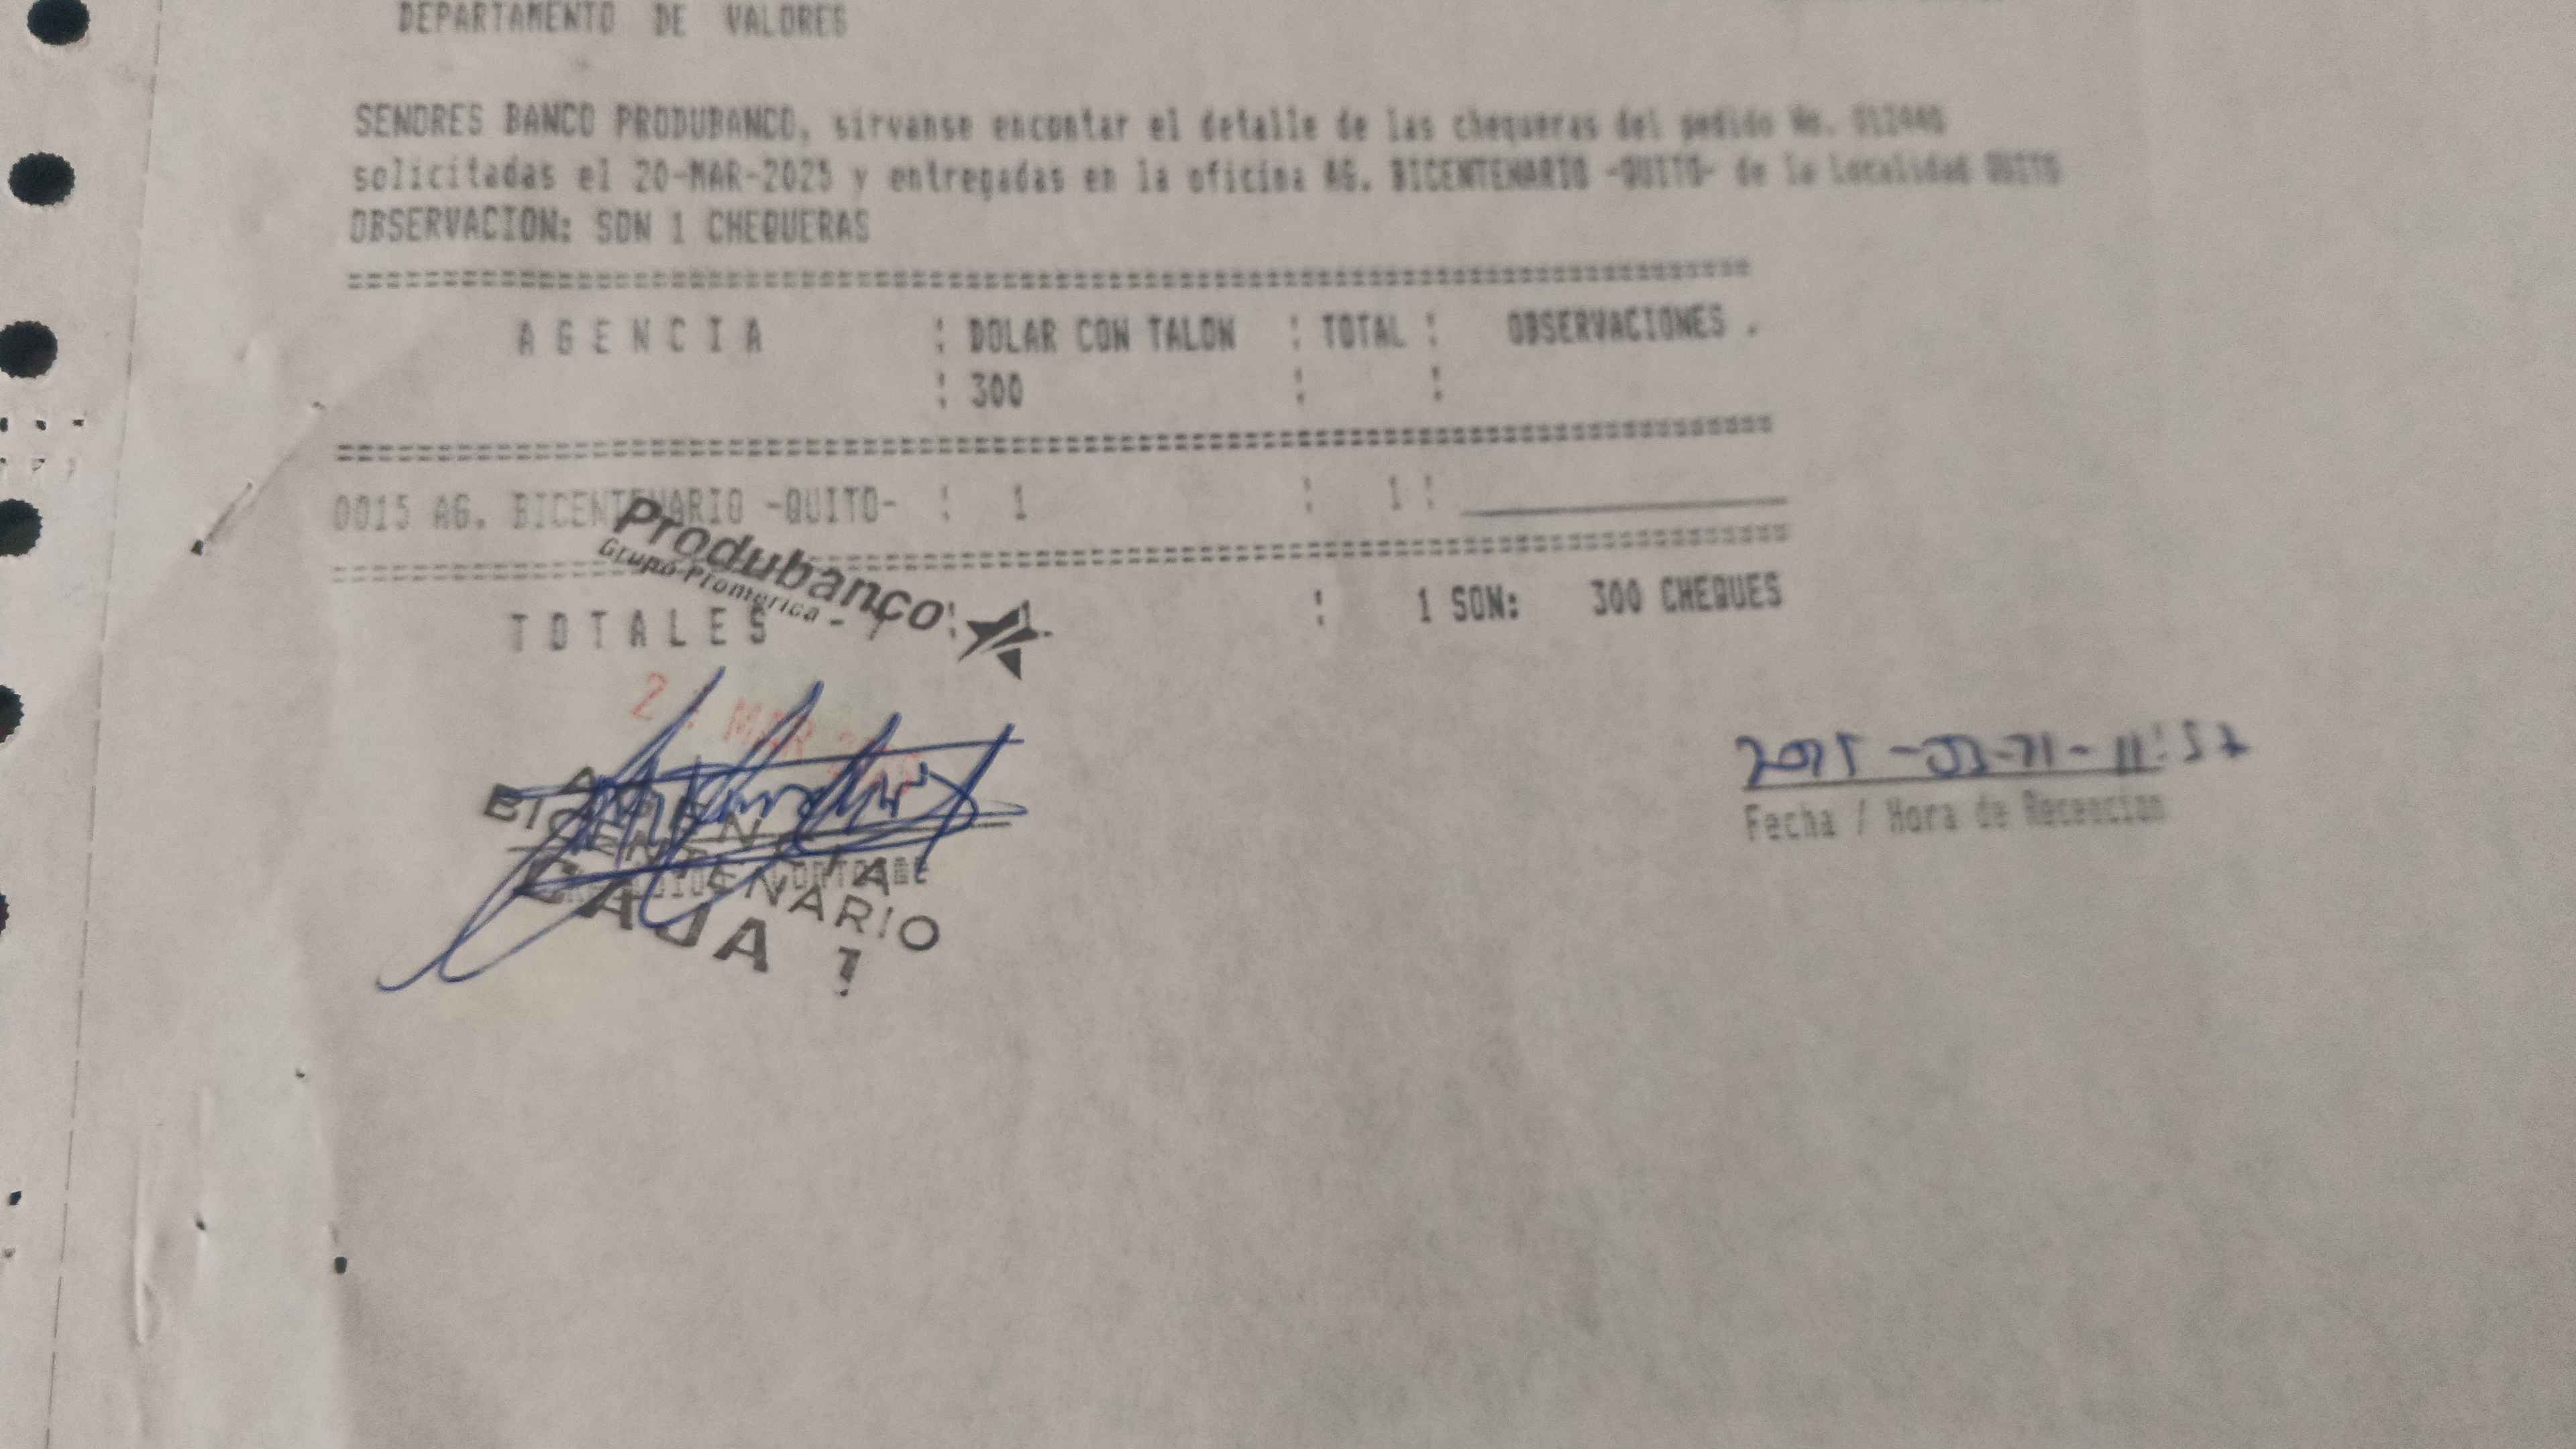 DEPARTAMENTO DE VALORES
SENORES BANCO PRODUBANCO, sirvanse encontar el detalle de las chequeras del pedido No.
solicitadas el 20-MAR-2025 y entregadas en la oficina AG. BICENTENARIO -QUITO- de la Localidad QUITO
OBSERVACION: SON 1 CHEQUERAS
A G E N C I A : DOLAR CON TALON : TOTAL : OBSERVACIONES .
: 300 : :
0015 AG. BICENTENARIO -QUITO- : 1 : 1 :
Produbanco
Grupo Promerica
T O T A L E S : 1 SON: 300 CHEQUES
MAR
AGENCIA
BICENTENARIO
CAJA 1
Fecha / Hora de Recepcion